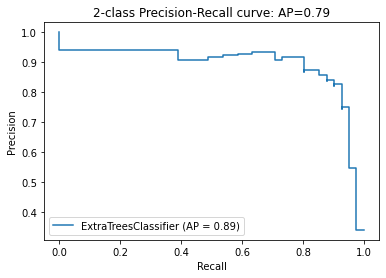 2-class Precision-Recall curve: AP=0.79
1.0
0.9
0.8
0.7
0.6
0.5
0.4
Precision
ExtraTreesClassifier (AP = 0.89)
0.0 0.2 0.4 0.6 0.8 1.0
Recall